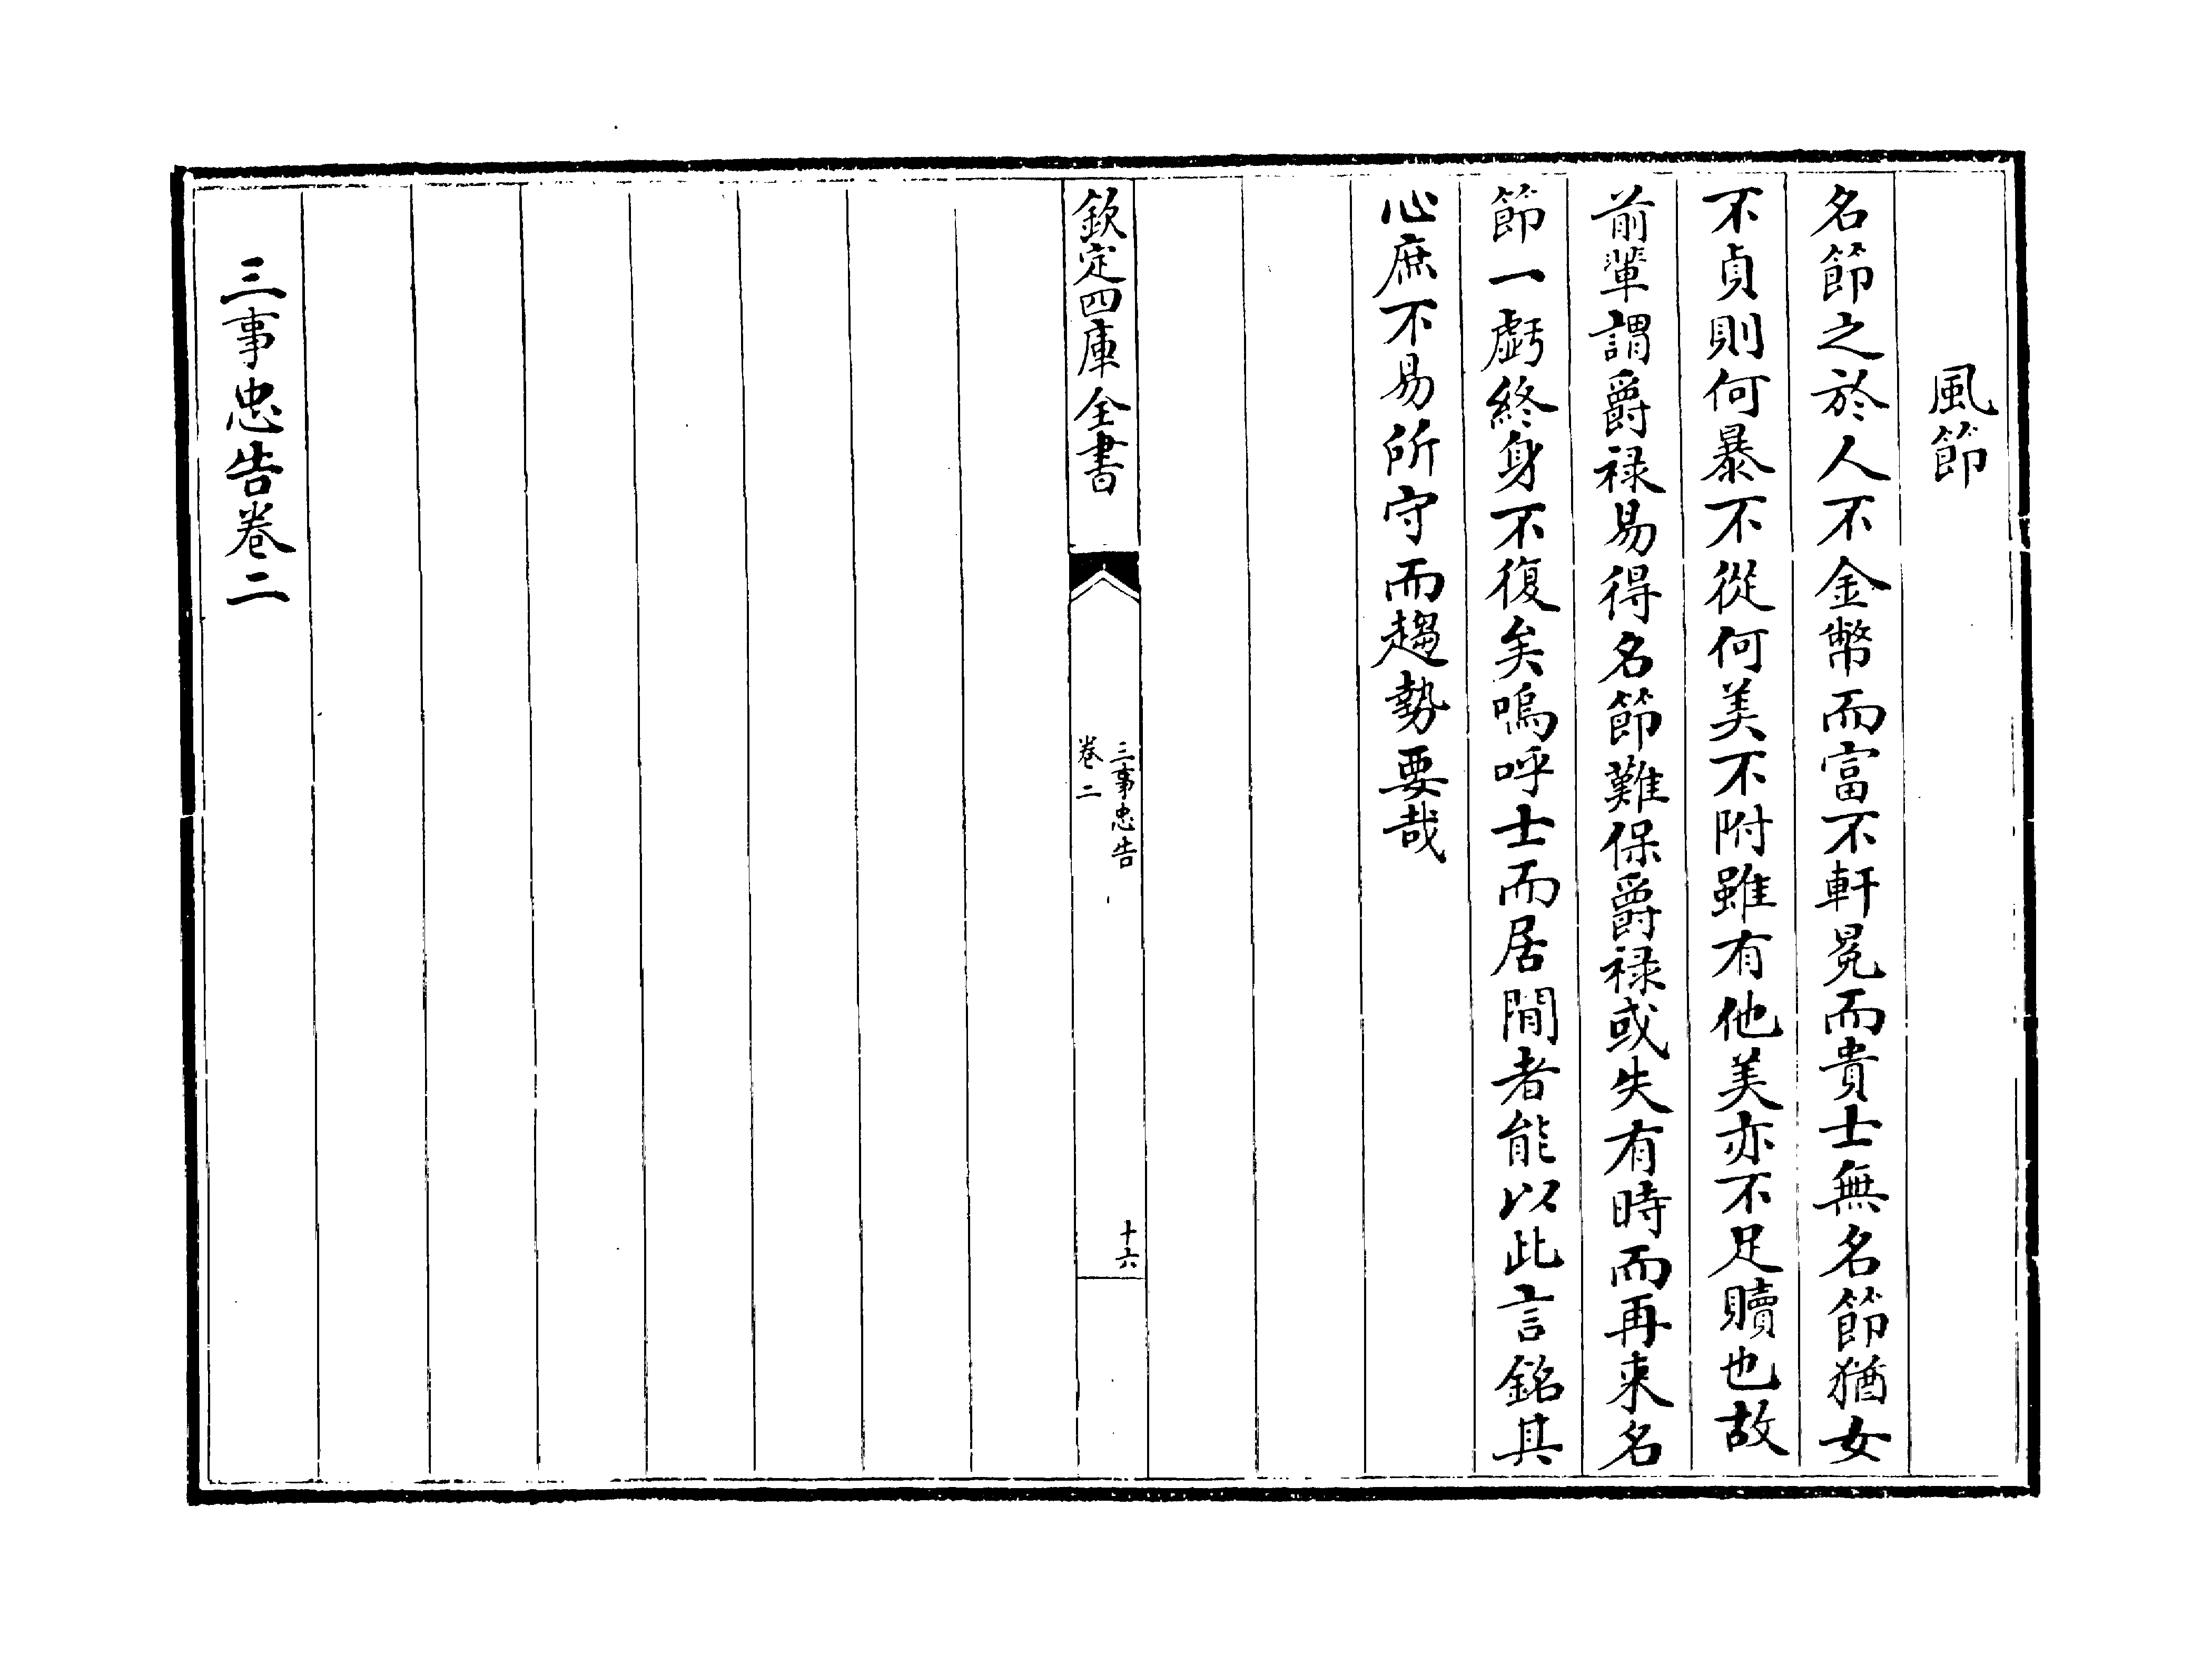 風節
名節之於人不金幣而富不軒冕而貴士無名節猶女
不貞則何暴不從何美不附雖有他美亦不足贖也故
前輩謂爵禄易得名節難保爵禄或失有時而再来名
節一虧終身不復矣嗚呼士而居閒者能以此言銘其
心庶不易所守而趨勢要哉
欽定四庫全書
三事忠告
卷二
十六
三事忠告卷二